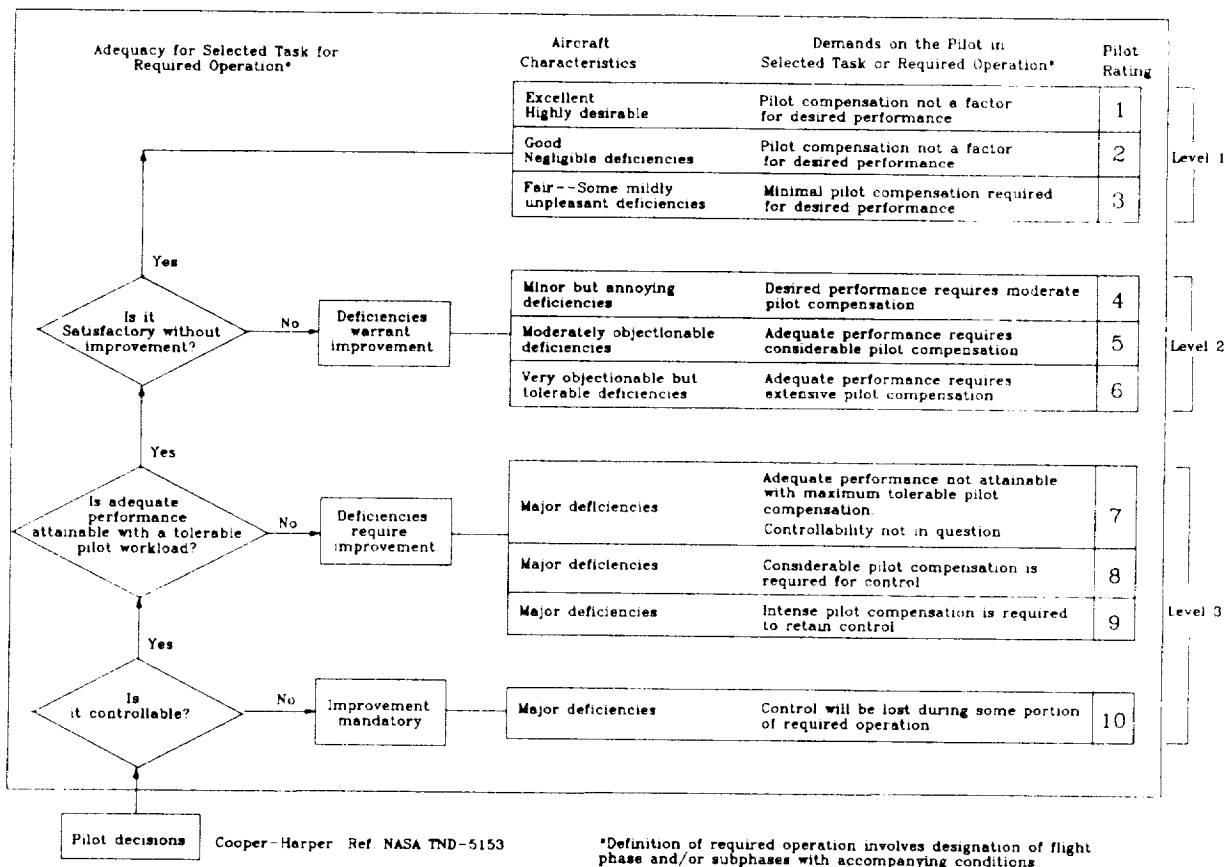 Adequacy for Selected Task for
Required Operation*
Aircraft
Characteristics
Demands on the Pilot in
Selected Task or Required Operation*
Pilot
Rating
Excellent
Highly desirable
Pilot compensation not a factor
for desired performance
1
Good
Negligible deficiencies
Pilot compensation not a factor
for desired performance
2
Fair--Some mildly
unpleasant deficiencies
Minimal pilot compensation required
for desired performance
3
Level 1
Yes
Is it
Satisfactory without
improvement?
No
Deficiencies
warrant
improvement
Minor but annoying
deficiencies
Desired performance requires moderate
pilot compensation
4
Moderately objectionable
deficiencies
Adequate performance requires
considerable pilot compensation
5
Very objectionable but
tolerable deficiencies
Adequate performance requires
extensive pilot compensation
6
Level 2
Yes
Is adequate
performance
attainable with a tolerable
pilot workload?
No
Deficiencies
require
improvement
Major deficiencies
Adequate performance not attainable
with maximum tolerable pilot
compensation.
Controllability not in question
7
Major deficiencies
Considerable pilot compensation is
required for control
8
Major deficiencies
Intense pilot compensation is required
to retain control
9
Level 3
Yes
Is
it controllable?
No
Improvement
mandatory
Major deficiencies
Control will be lost during some portion
of required operation
10
Pilot decisions
Cooper-Harper Ref. NASA TND-5153
*Definition of required operation involves designation of flight
phase and/or subphases with accompanying conditions